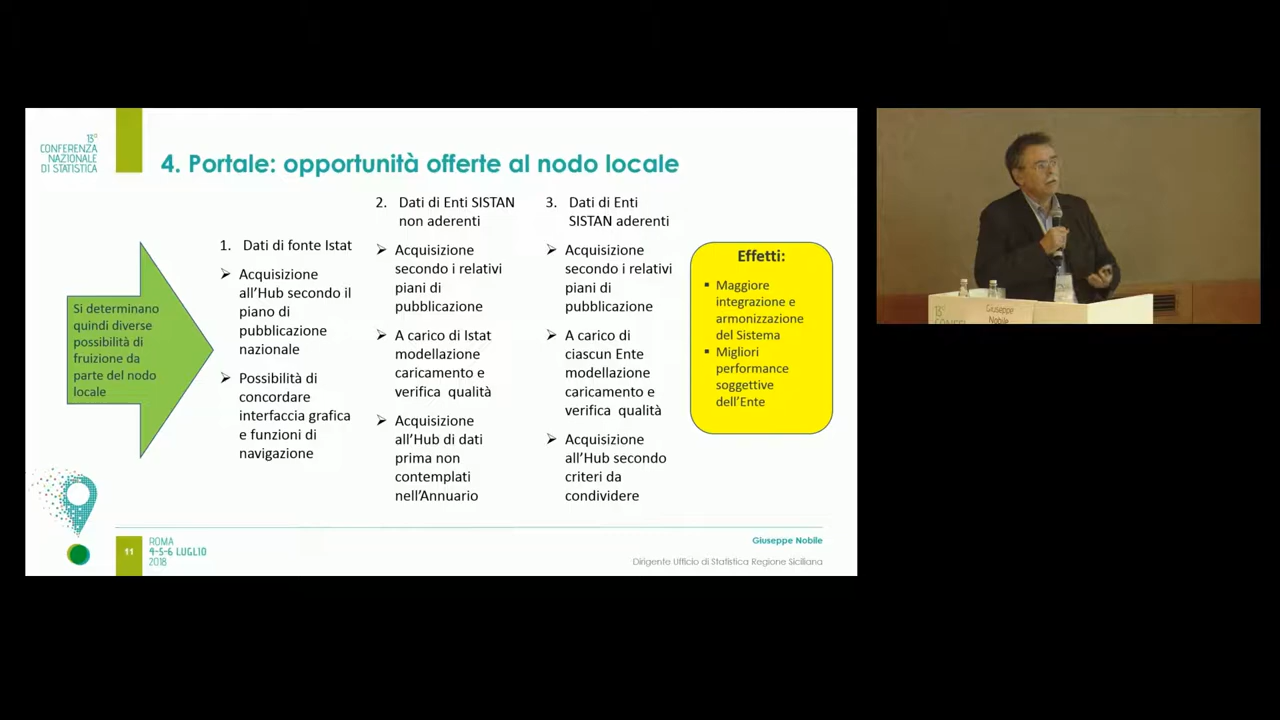 13°
CONFERENZA
NAZIONALE
DI STATISTICA
4. Portale: opportunità offerte al nodo locale
Si determinano
quindi diverse
possibilità di
fruizione da
parte del nodo
locale
1. Dati di fonte Istat
Acquisizione
all'Hub secondo il
piano di
pubblicazione
nazionale
Possibilità di
concordare
interfaccia grafica
e funzioni di
navigazione
2. Dati di Enti SISTAN
non aderenti
Acquisizione
secondo i relativi
piani di
pubblicazione
A carico di Istat
modellazione
caricamento e
verifica qualità
Acquisizione
all'Hub di dati
prima non
contemplati
nell'Annuario
3. Dati di Enti
SISTAN aderenti
Acquisizione
secondo i relativi
piani di
pubblicazione
A carico di
ciascun Ente
modellazione
caricamento e
verifica qualità
Acquisizione
all'Hub secondo
criteri da
condividere
Effetti:
Maggiore
integrazione e
armonizzazione
del Sistema
Migliori
performance
soggettive
dell'Ente
11
ROMA
4-5-6 LUGLIO
2018
Giuseppe Nobile
Dirigente Ufficio di Statistica Regione Siciliana
13°
Giuseppe
Nobile